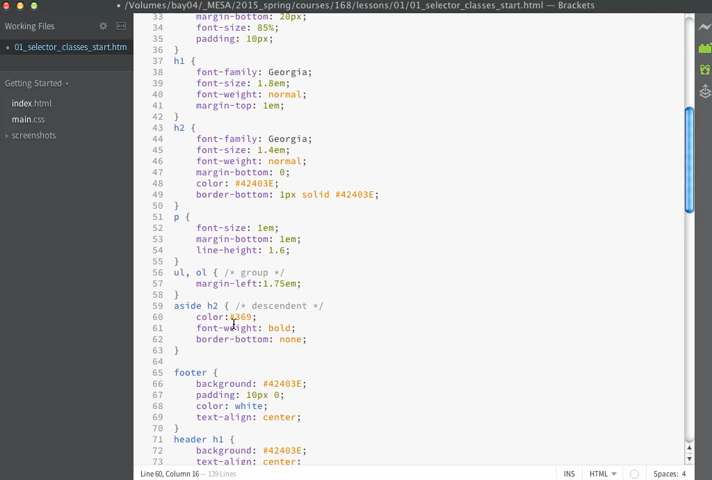 • /Volumes/bay04/_MESA/2015_spring/courses/168/lessons/01/01_selector_classes_start.html — Brackets
Working Files
• 01_selector_classes_start.htm
Getting Started
index.html
main.css
screenshots
33 margin-bottom: 20px;
34 font-size: 85%;
35 padding: 10px;
36 }
37 h1 {
38 font-family: Georgia;
39 font-size: 1.8em;
40 font-weight: normal;
41 margin-top: 1em;
42 }
43 h2 {
44 font-family: Georgia;
45 font-size: 1.4em;
46 font-weight: normal;
47 margin-bottom: 0;
48 color: #42403E;
49 border-bottom: 1px solid #42403E;
50 }
51 p {
52 font-size: 1em;
53 margin-bottom: 1em;
54 line-height: 1.6;
55 }
56 ul, ol { /* group */
57 margin-left:1.75em;
58 }
59 aside h2 { /* descendent */
60 color:#369;
61 font-weight: bold;
62 border-bottom: none;
63 }
64
65 footer {
66 background: #42403E;
67 padding: 10px 0;
68 color: white;
69 text-align: center;
70 }
71 header h1 {
72 background: #42403E;
73 text-align: center;
Line 60, Column 16 — 139 Lines
INS
HTML
Spaces: 4